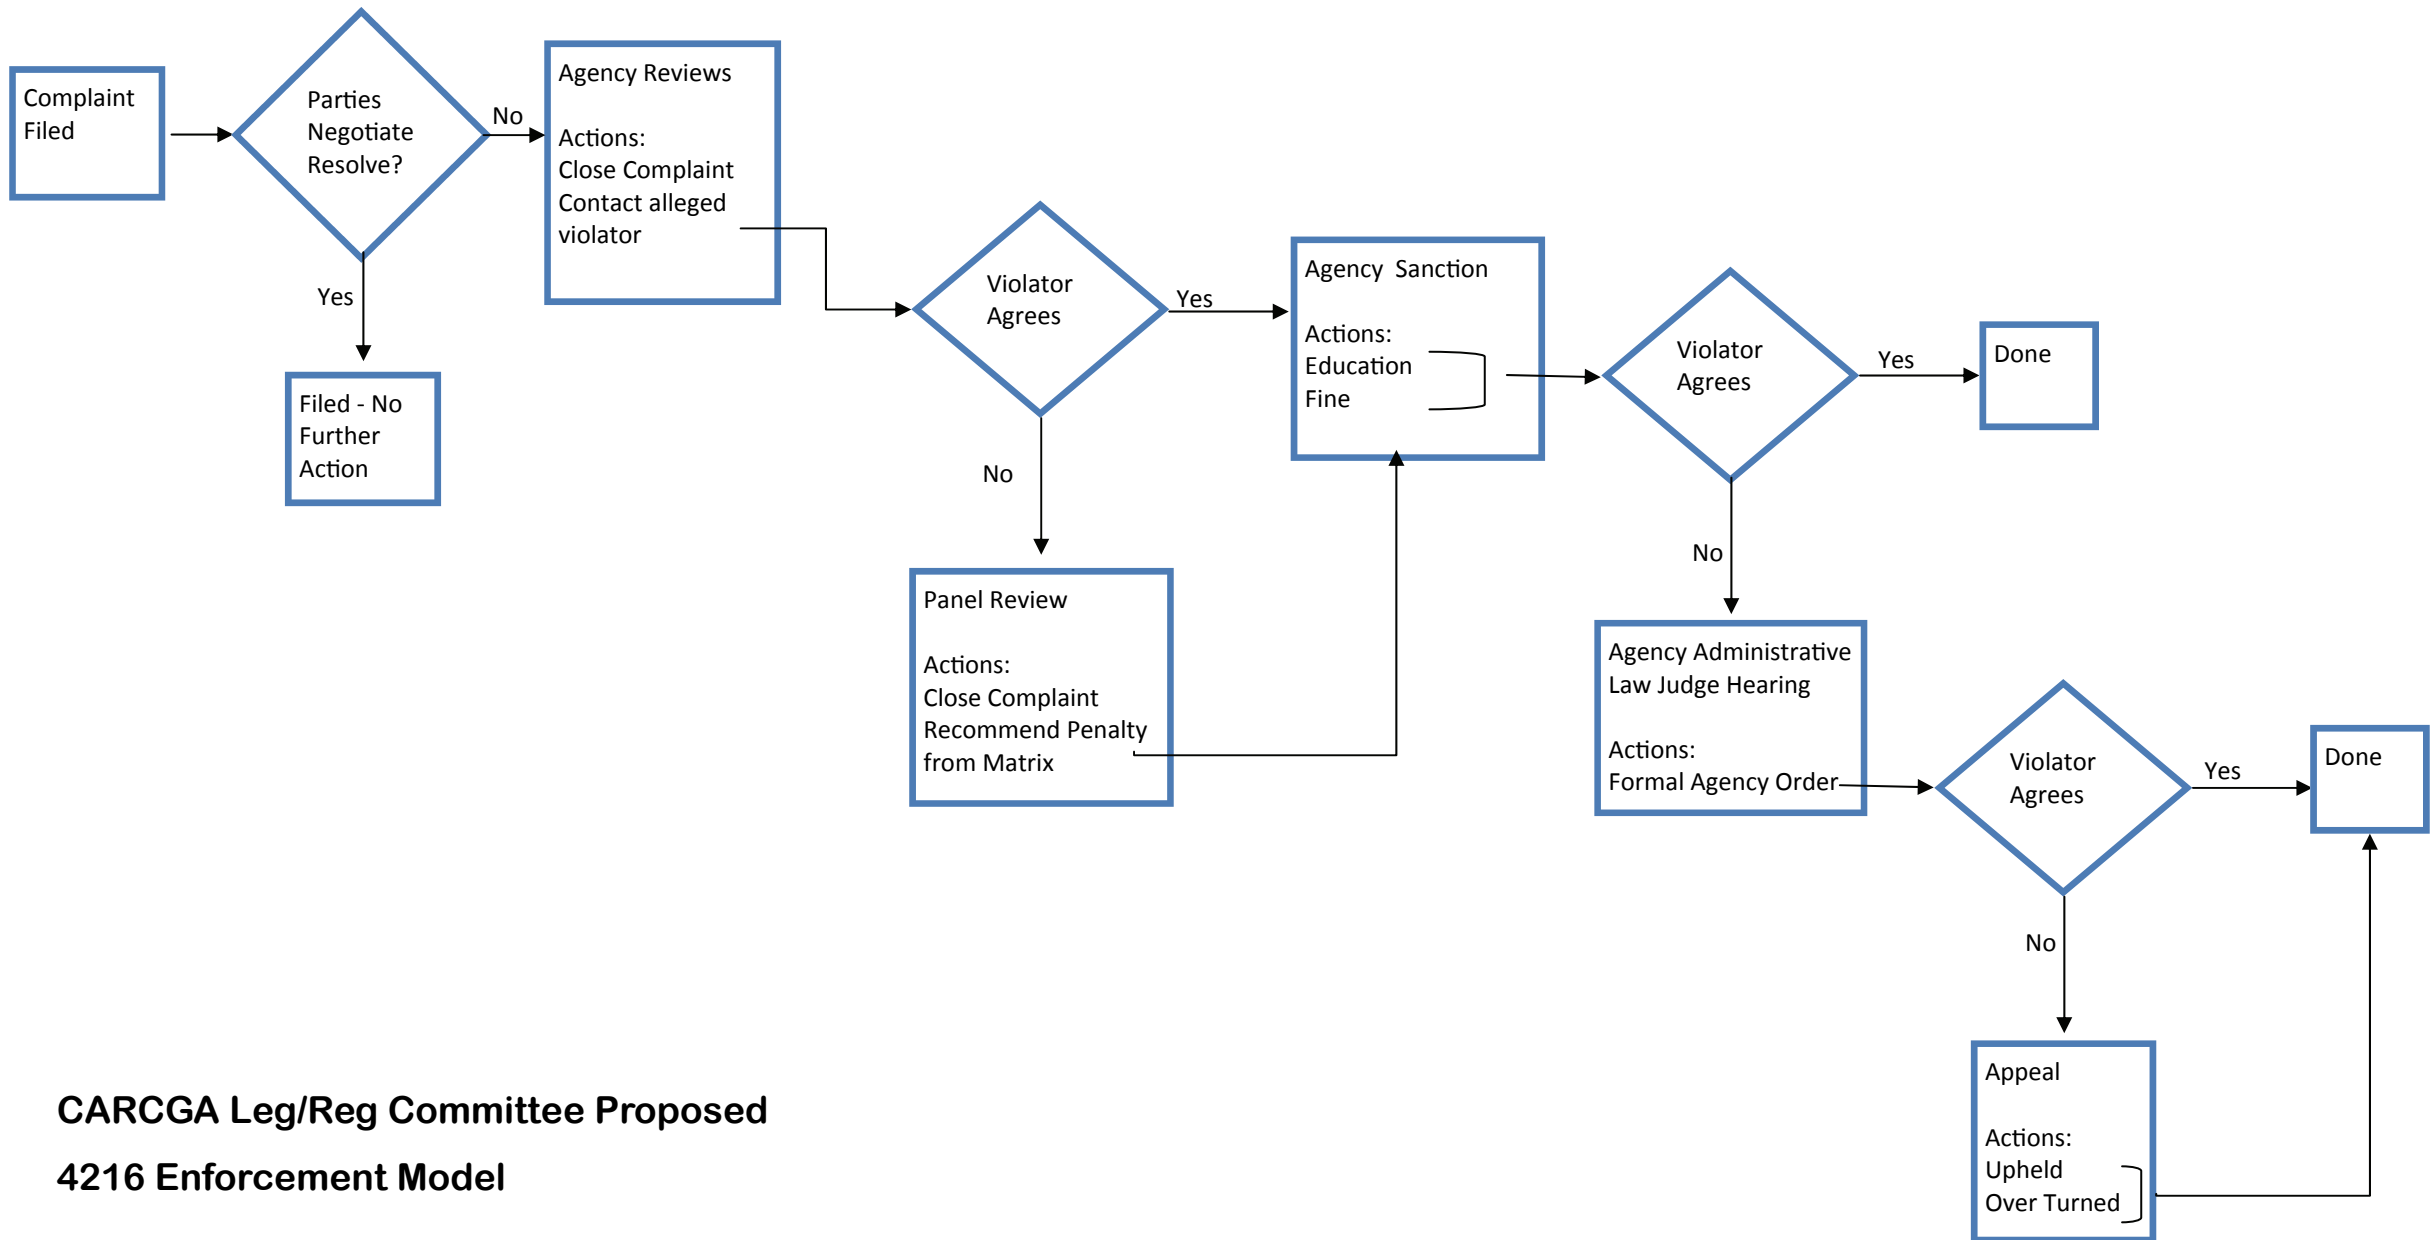 Complaint
Filed
Parties
Negotiate
Resolve?
No
Yes
Filed - No
Further
Action
Agency Reviews
Actions:
Close Complaint
Contact alleged
violator
Violator
Agrees
Yes
No
Panel Review
Actions:
Close Complaint
Recommend Penalty
from Matrix
Agency  Sanction
Actions:
Education
Fine
Violator
Agrees
Yes
Done
No
Agency Administrative
Law Judge Hearing
Actions:
Formal Agency Order
Violator
Agrees
Yes
Done
No
Appeal
Actions:
Upheld
Over Turned
CARCGA Leg/Reg Committee Proposed
4216 Enforcement Model